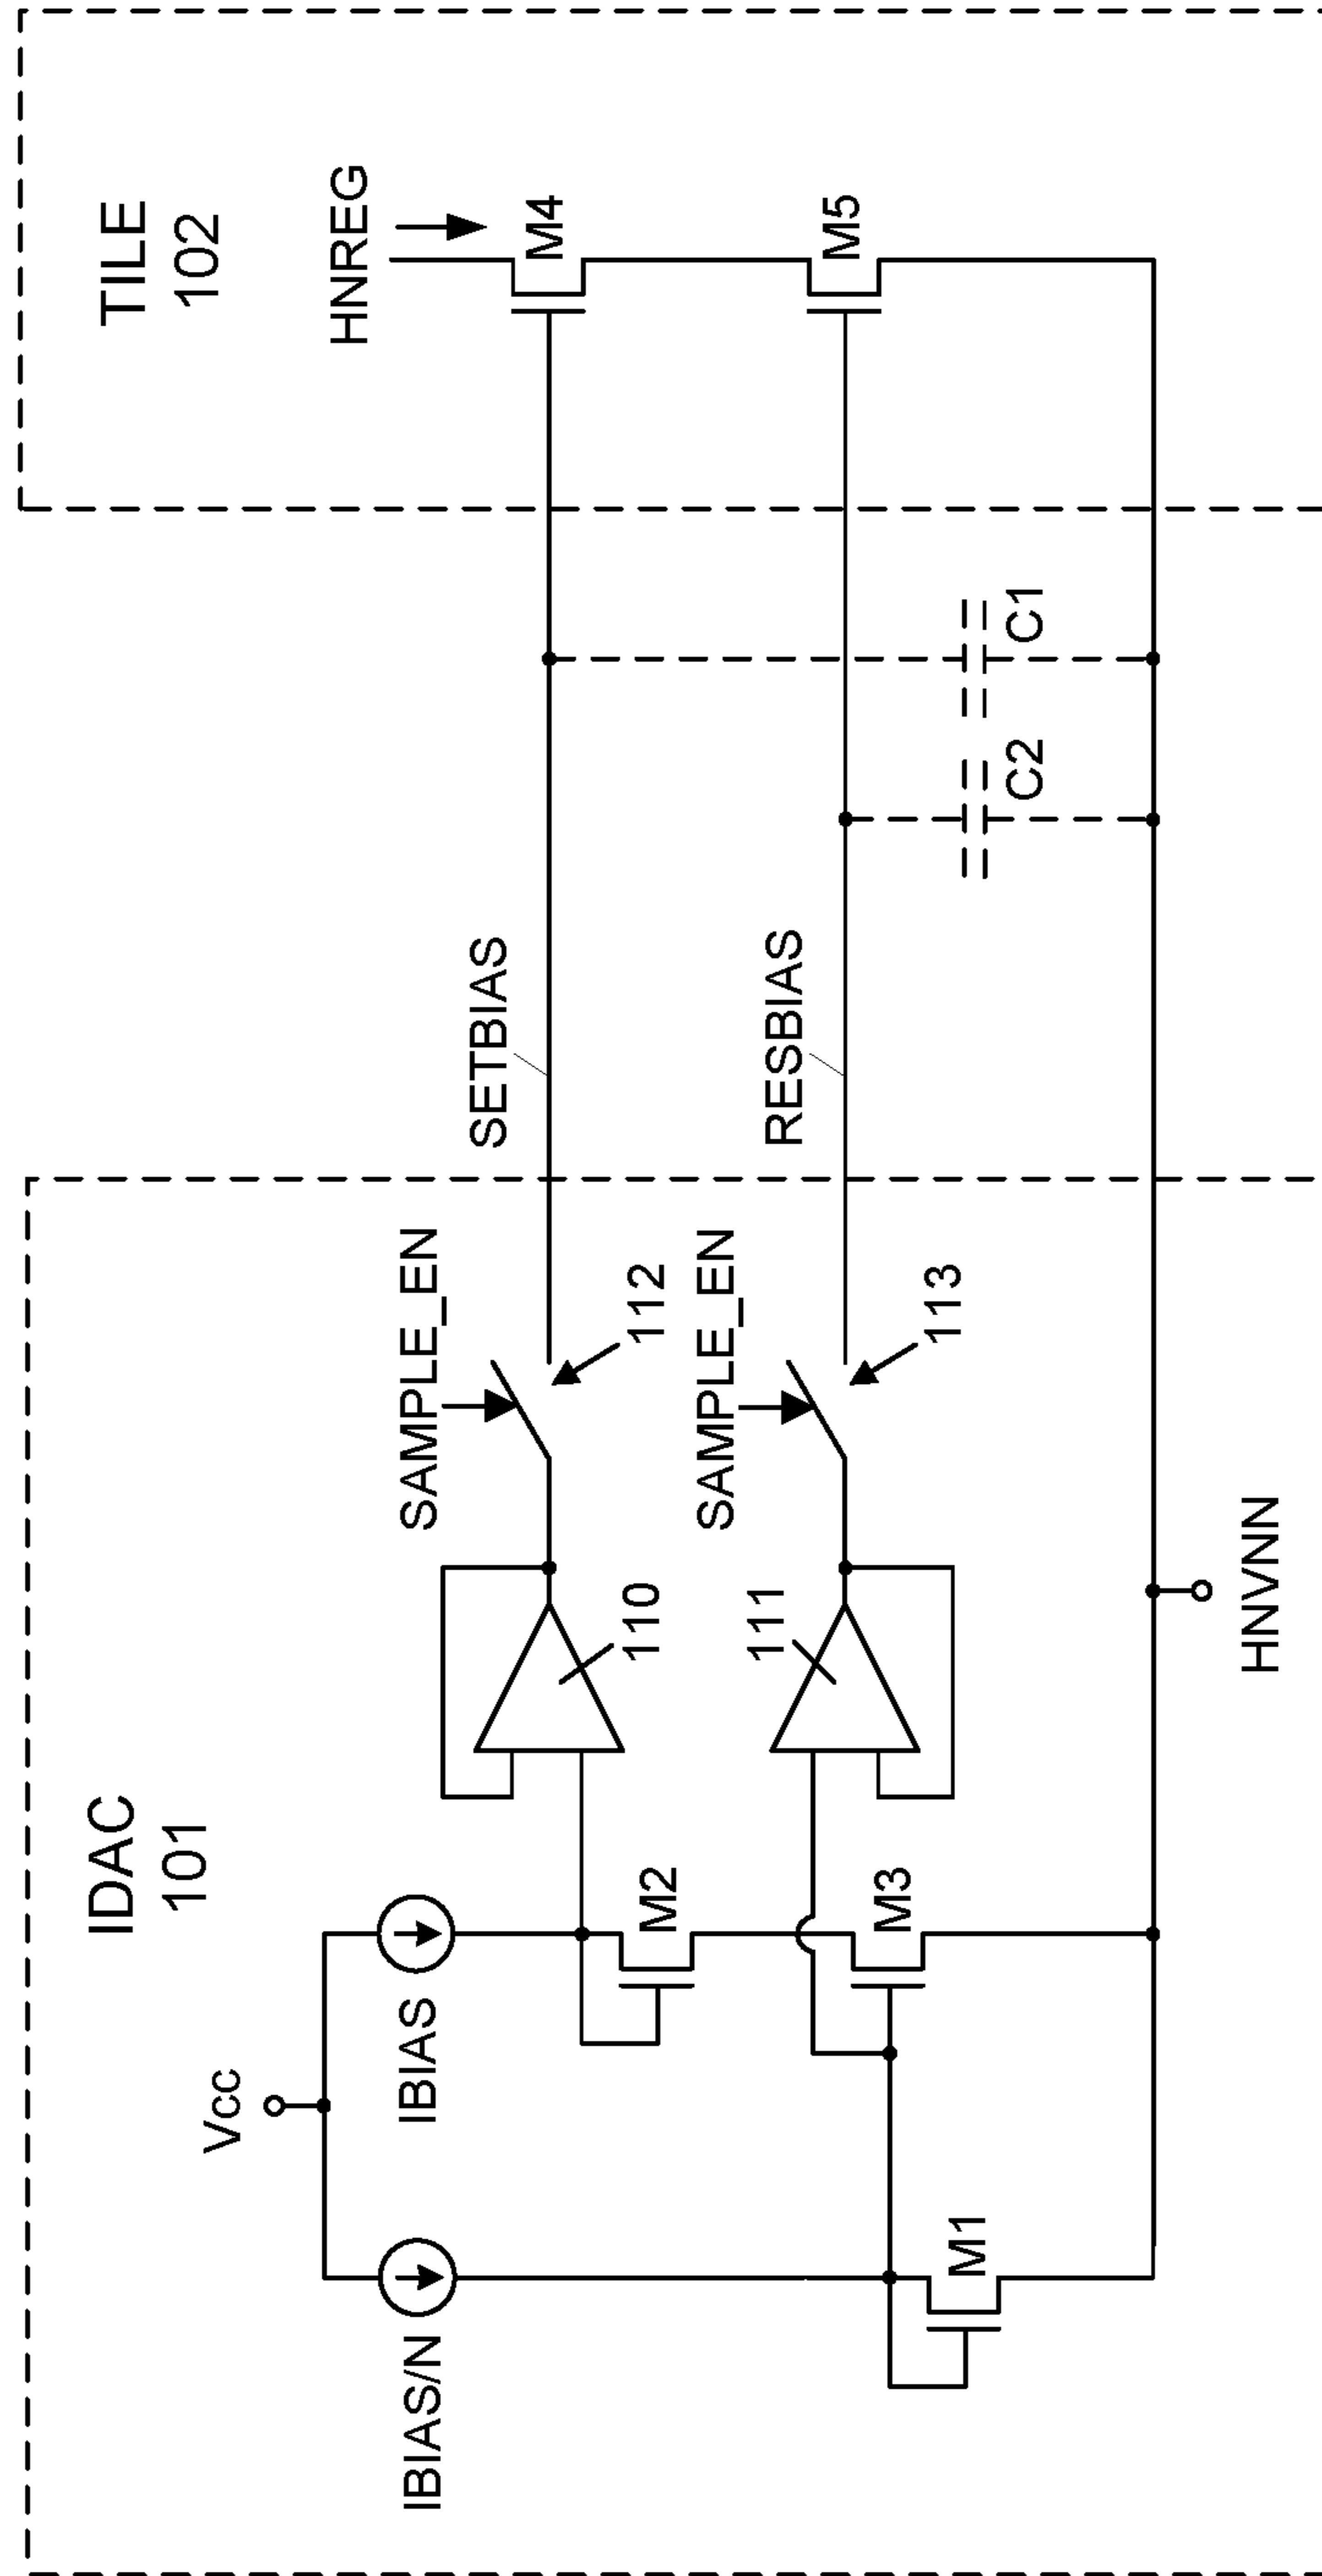 IDAC
101
TILE
102
Vcc
IBIAS/N
IBIAS
SAMPLE_EN
SETBIAS
HNREG
M2
110
112
M4
SAMPLE_EN
RESBIAS
111
M1
M3
113
C2
C1
M5
HNVNN